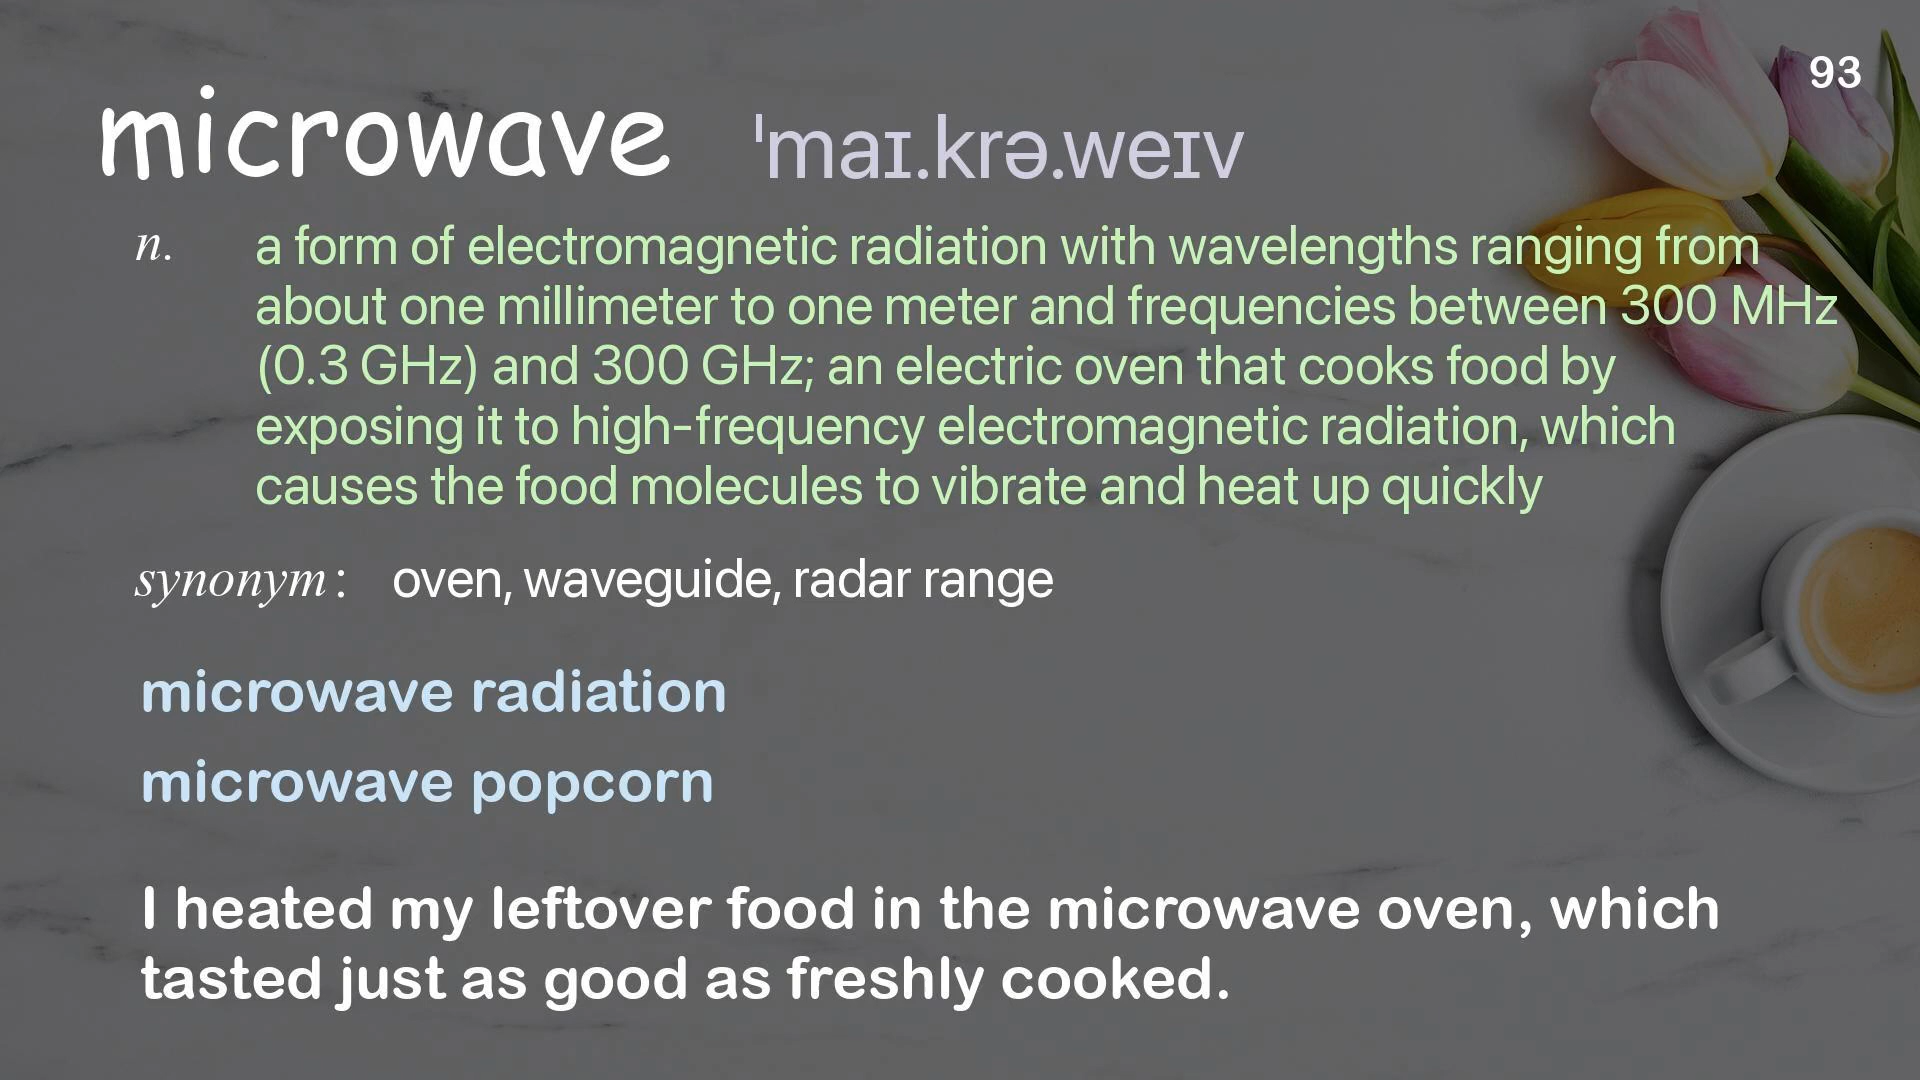 93
microwave ˈmaɪ.krə.weɪv
n. a form of electromagnetic radiation with wavelengths ranging from
about one millimeter to one meter and frequencies between 300 MHz
(0.3 GHz) and 300 GHz; an electric oven that cooks food by
exposing it to high-frequency electromagnetic radiation, which
causes the food molecules to vibrate and heat up quickly
synonym: oven, waveguide, radar range
microwave radiation
microwave popcorn
I heated my leftover food in the microwave oven, which
tasted just as good as freshly cooked.